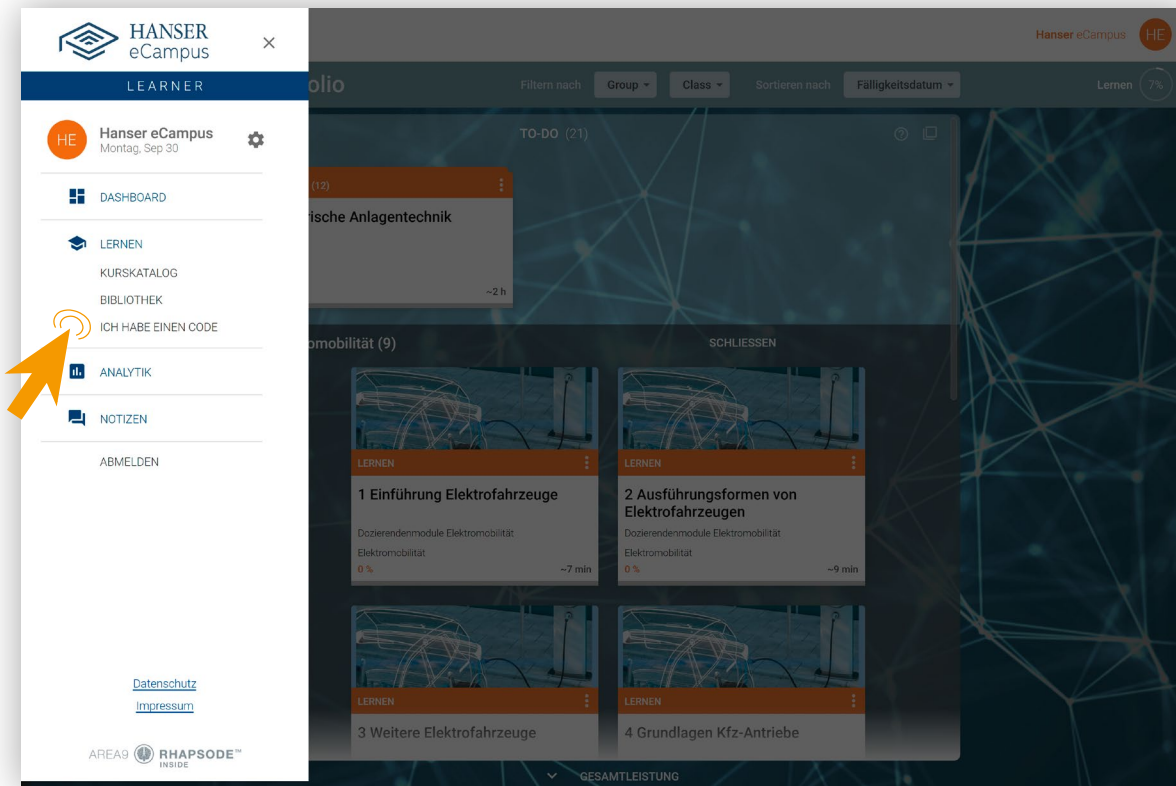 HANSER
eCampus
LEARNER
HE
Hanser eCampus
Montag, Sep 30
DASHBOARD
LERNEN
KURSKATALOG
BIBLIOTHEK
ICH HABE EINEN CODE
ANALYTIK
NOTIZEN
ABMELDEN
Datenschutz
Impressum
AREA9 RHAPSODE™
INSIDE
Hanser eCampus HE
olio
Filtern nach Group Class Sortieren nach Fälligkeitsdatum Lernen 7%
TO-DO (21)
(12)
rische Anlagentechnik
~2 h
omobilität (9) SCHLIESSEN
LERNEN
1 Einführung Elektrofahrzeuge
Dozierendenmodule Elektromobilität
Elektromobilität
0 % ~7 min
LERNEN
2 Ausführungsformen von
Elektrofahrzeugen
Dozierendenmodule Elektromobilität
Elektromobilität
0 % ~9 min
LERNEN
3 Weitere Elektrofahrzeuge
LERNEN
4 Grundlagen Kfz-Antriebe
GESAMTLEISTUNG